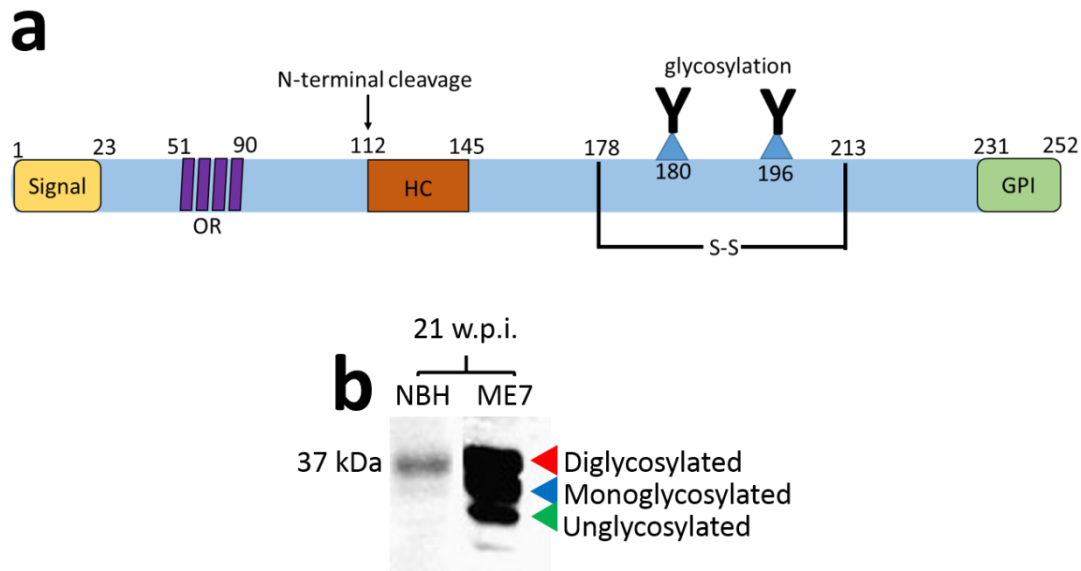 a
N-terminal cleavage
glycosylation
Y Y
1 23 51 90 112 145 178 213 231 252
Signal HC 180 196 GPI
OR
S-S
21 w.p.i.
b
NBH ME7
37 kDa Diglycosylated
Monoglycosylated
Unglycosylated